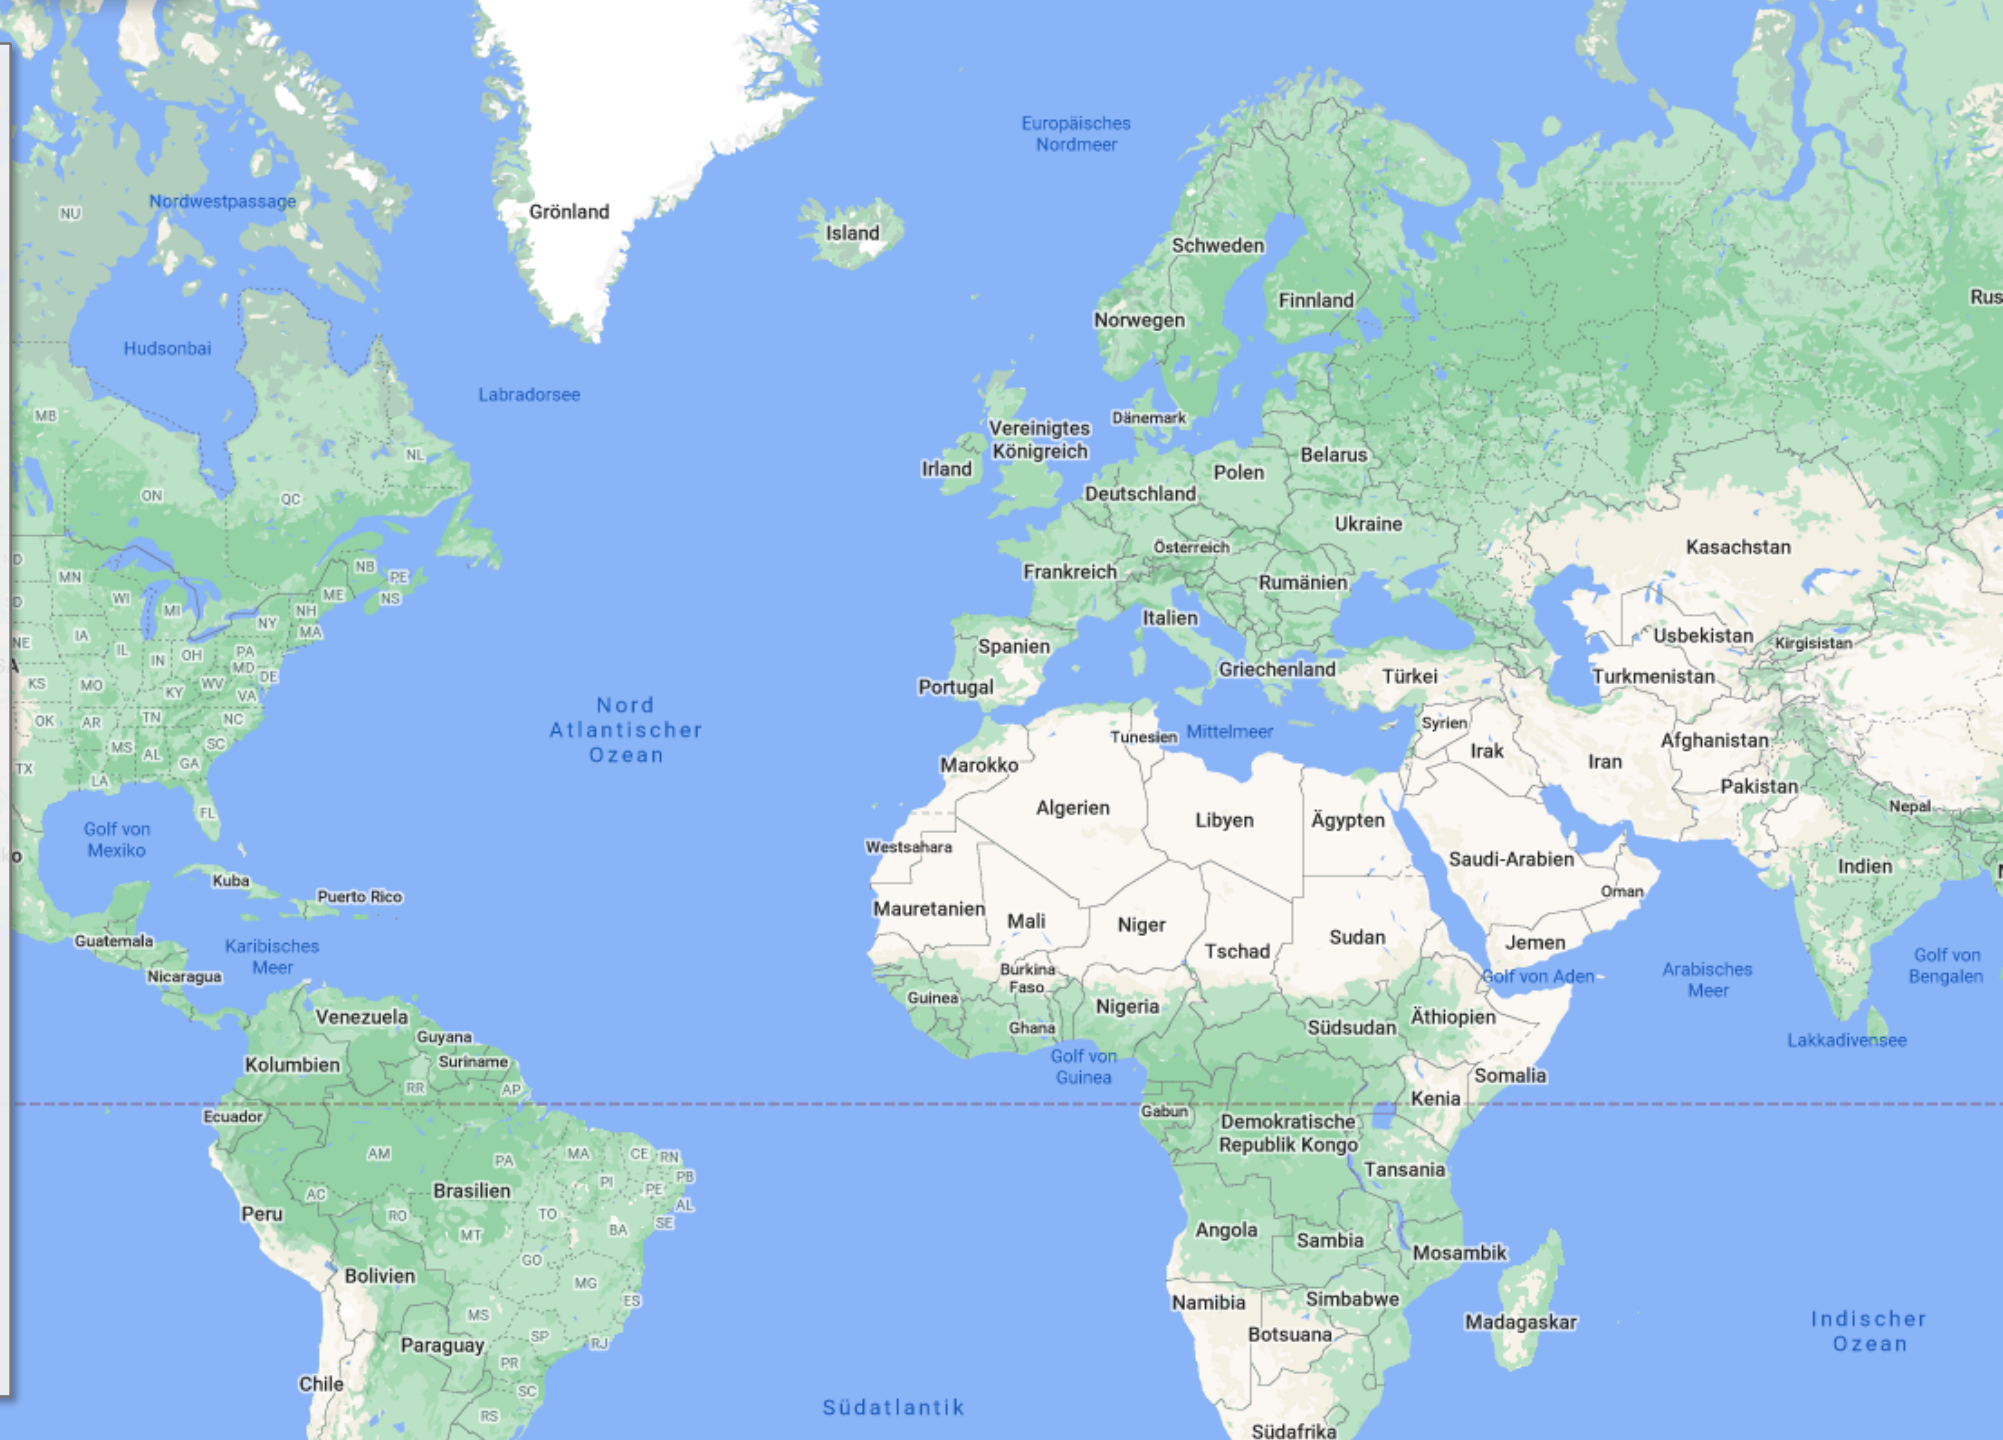 Europäisches
Nordmeer
Nordwestpassage
NU
Grönland
Island
Schweden
Finnland
Norwegen
Rus
Hudsonbai
Labradorsee
MB
ON
QC
NL
Dänemark
Vereinigtes
Königreich
Irland
Belarus
Polen
Deutschland
Ukraine
Österreich
Kasachstan
Frankreich
Rumänien
Italien
D
MN
WI
MI
NB
PE
NS
ME
NH
NY
MA
D
NE
IA
IL
IN
OH
PA
MD
DE
SA
KS
MO
KY
WV
VA
OK
AR
TN
NC
MS
AL
SC
GA
TX
LA
FL
Spanien
Portugal
Griechenland
Türkei
Usbekistan
Kirgisistan
Turkmenistan
Nord
Atlantischer
Ozean
Tunesien
Mittelmeer
Syrien
Irak
Iran
Afghanistan
Pakistan
Nepal
Marokko
Algerien
Libyen
Ägypten
Westsahara
Saudi-Arabien
Oman
Indien
Golf von
Mexiko
ko
Kuba
Puerto Rico
Mauretanien
Mali
Niger
Tschad
Sudan
Jemen
Guatemala
Karibisches
Meer
Nicaragua
Burkina
Faso
Guinea
Ghana
Nigeria
Südsudan
Äthiopien
Golf von Aden
Arabisches
Meer
Golf von
Bengalen
Lakkadivensee
Venezuela
Guyana
Suriname
Kolumbien
RR
AP
Golf von
Guinea
Somalia
Kenia
Ecuador
Gabun
Demokratische
Republik Kongo
Tansania
AM
PA
MA
CE
RN
PB
PI
PE
AL
SE
AC
Brasilien
RO
TO
BA
MT
Peru
GO
Bolivien
MG
ES
MS
SP
RJ
Paraguay
PR
Chile
SC
RS
Angola
Sambia
Mosambik
Namibia
Simbabwe
Botsuana
Madagaskar
Südafrika
Südatlantik
Indischer
Ozean